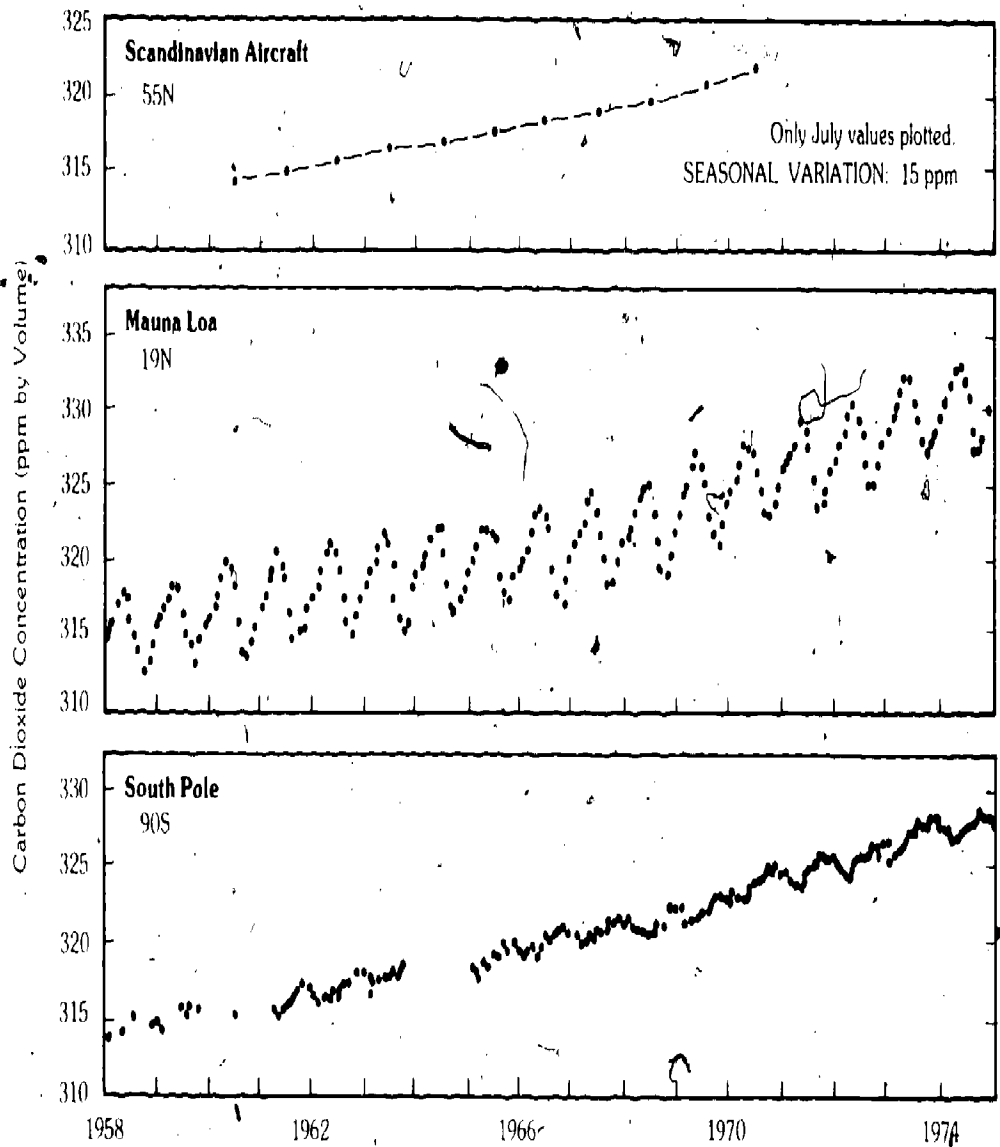 Carbon Dioxide Concentration (ppm by Volume)
325
320
315
310
Scandinavian Aircraft
55N
Only July values plotted.
SEASONAL VARIATION: 15 ppm
335
330
325
320
315
310
Mauna Loa
19N
330
325
320
315
310
South Pole
90S
1958 1962 1966 1970 1974